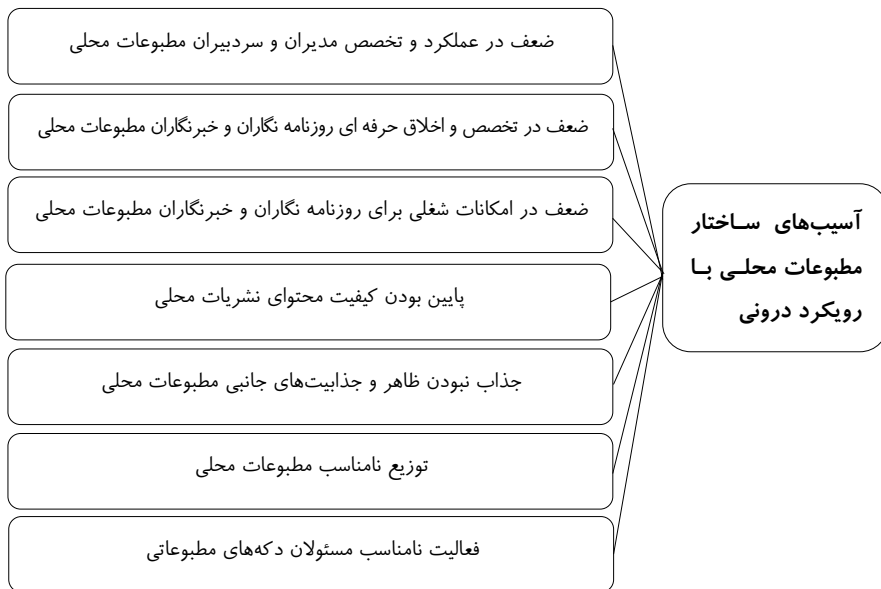 ضعف در عملکرد و تخصص مدیران و سردبیران مطبوعات محلی
ضعف در تخصص و اخلاق حرفه ای روزنامه نگاران و خبرنگاران مطبوعات محلی
ضعف در امکانات شغلی برای روزنامه نگاران و خبرنگاران مطبوعات محلی
پایین بودن کیفیت محتوای نشریات محلی
جذاب نبودن ظاهر و جذابیت‌های جانبی مطبوعات محلی
توزیع نامناسب مطبوعات محلی
فعالیت نامناسب مسئولان دکه‌های مطبوعاتی
آسیب‌های ساختار
مطبوعات محلی با
رویکرد درونی